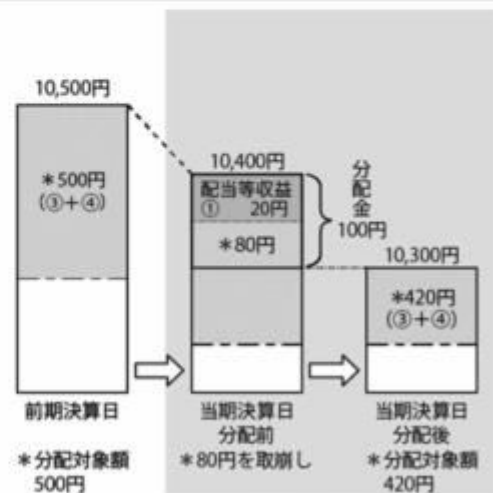 10,500円
*500円
(③+④)
前期決算日
*分配対象額
500円
10,400円
配当等収益
① 20円
*80円
分配金
100円
当期決算日
分配前
*80円を取崩し
10,300円
*420円
(③+④)
当期決算日
分配後
*分配対象額
420円